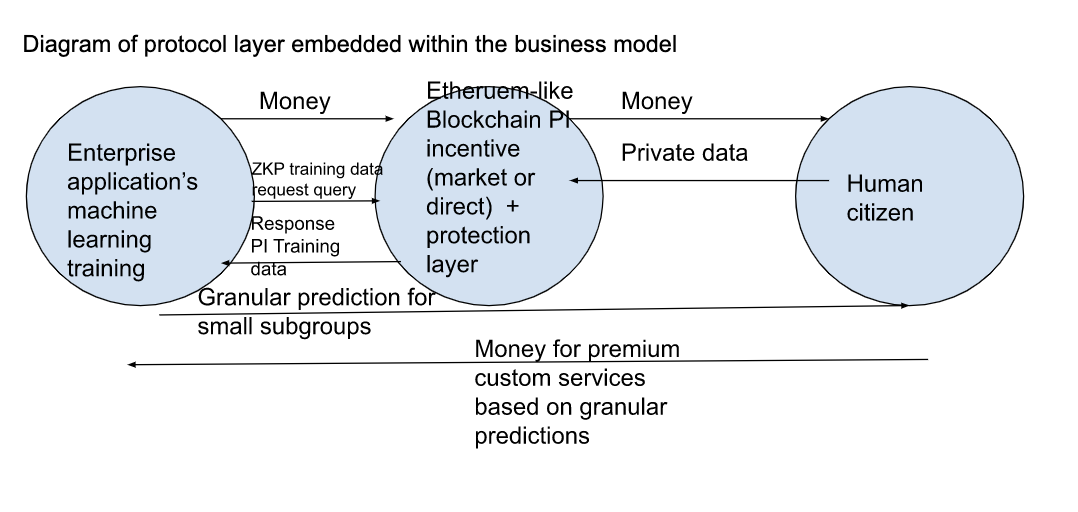 Diagram of protocol layer embedded within the business model
Enterprise
application’s
machine
learning
training
Money
ZKP training data
request query
Response
PI Training
data
Etheruem-like
Blockchain PI
incentive
(market or
direct) +
protection
layer
Money
Private data
Human
citizen
Granular prediction for
small subgroups
Money for premium
custom services
based on granular
predictions